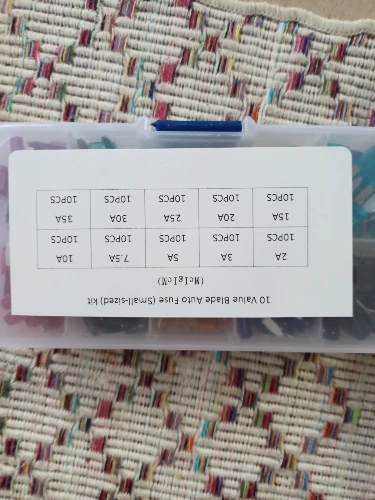 10 Value Blade Auto Fuse (Small-sized) kit
(McIgIcM)
2A 3A 5A 7.5A 10A
10PCS 10PCS 10PCS 10PCS 10PCS
15A 20A 25A 30A 35A
10PCS 10PCS 10PCS 10PCS 10PCS